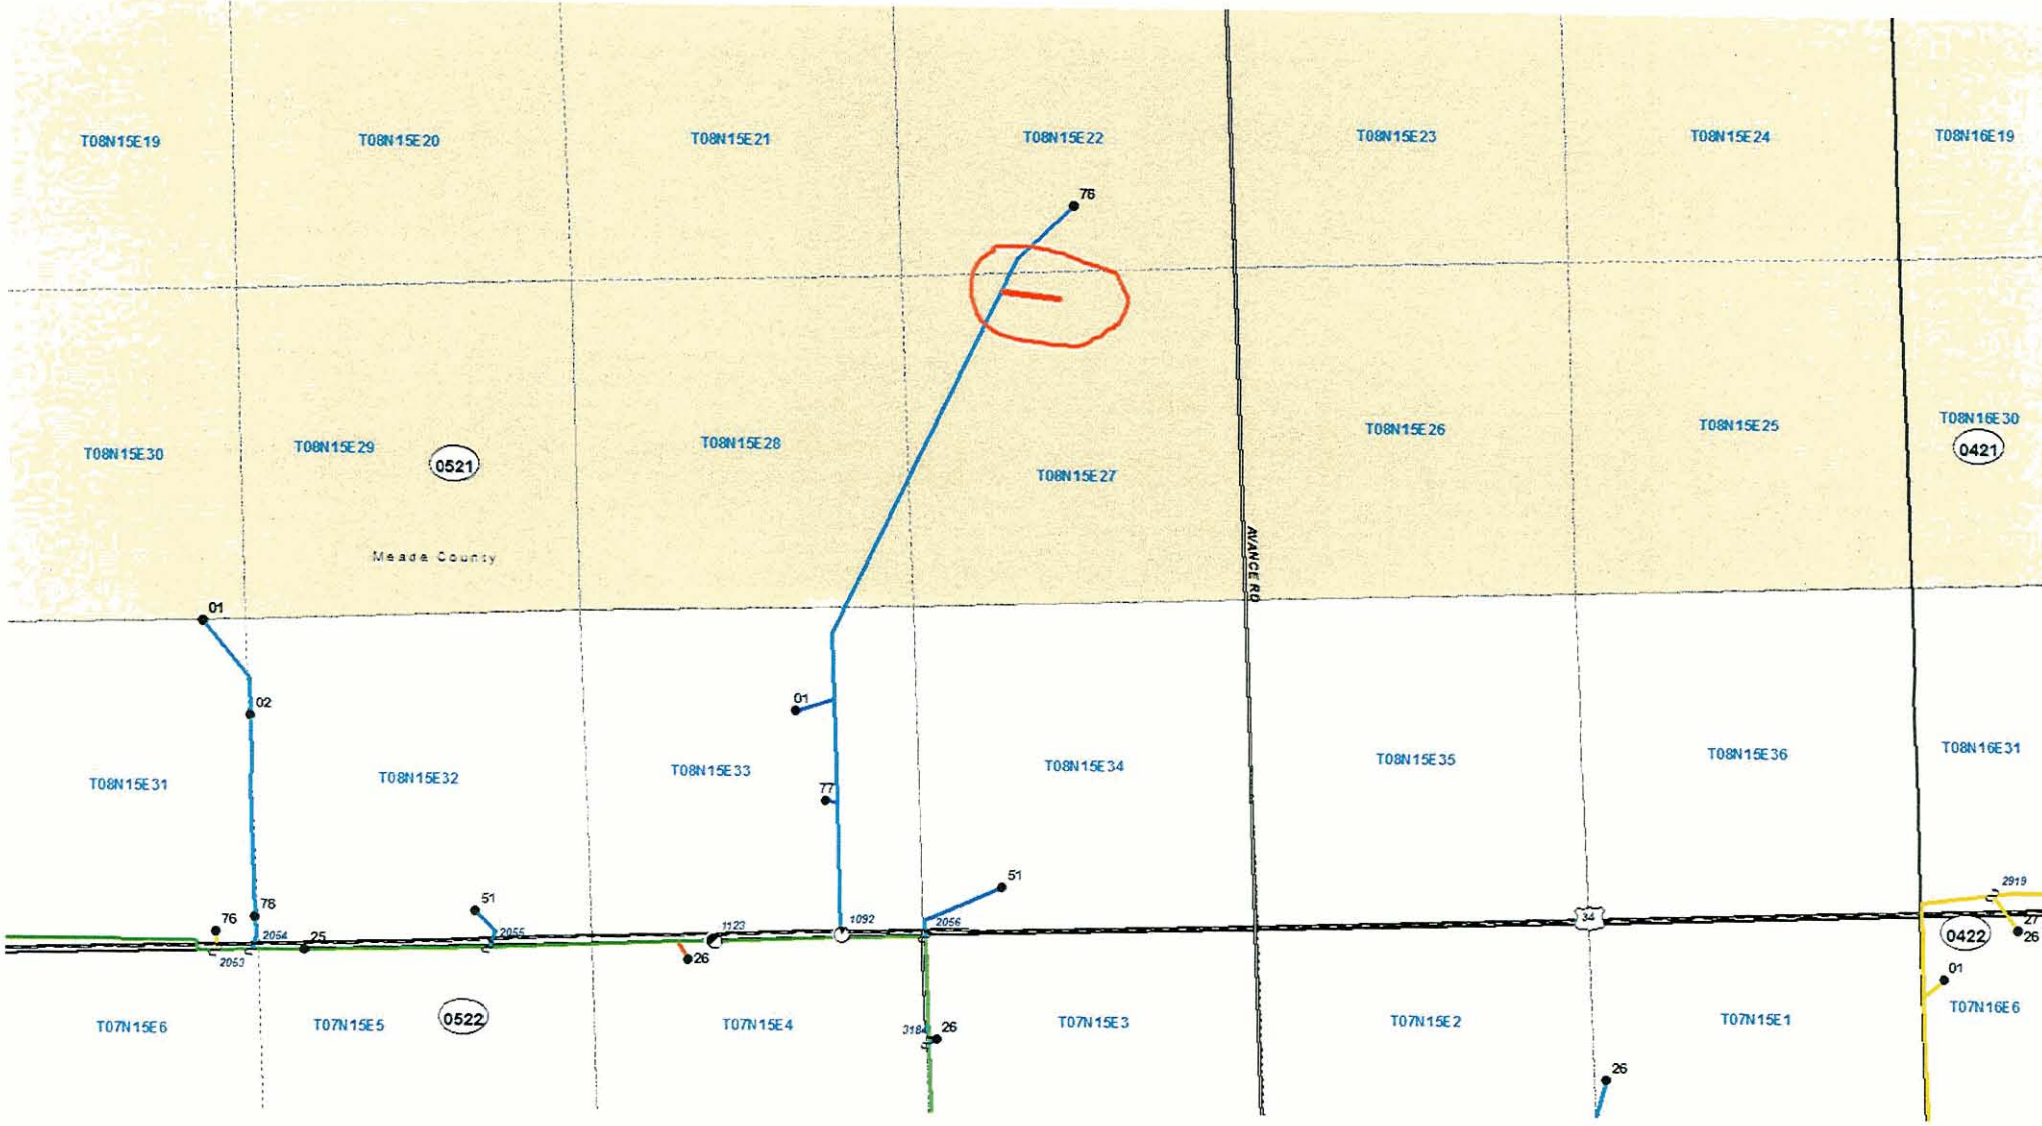 T08N15E19
T08N15E20
T08N15E21
T08N15E22
T08N15E23
T08N15E24
T08N16E19
76
T08N15E30
T08N15E29
0521
T08N15E28
T08N15E27
T08N15E26
T08N15E25
T08N16E30
0421
Meade County
AVANCE RD
01
02
01
77
T08N15E31
T08N15E32
T08N15E33
T08N15E34
T08N15E35
T08N15E36
T08N16E31
51
51
2919
76
78
2054
2055
1123
1092
2056
34
27
26
25
2053
26
0422
01
T07N15E6
T07N15E5
0522
T07N15E4
3184
26
T07N15E3
T07N15E2
T07N15E1
T07N16E6
26